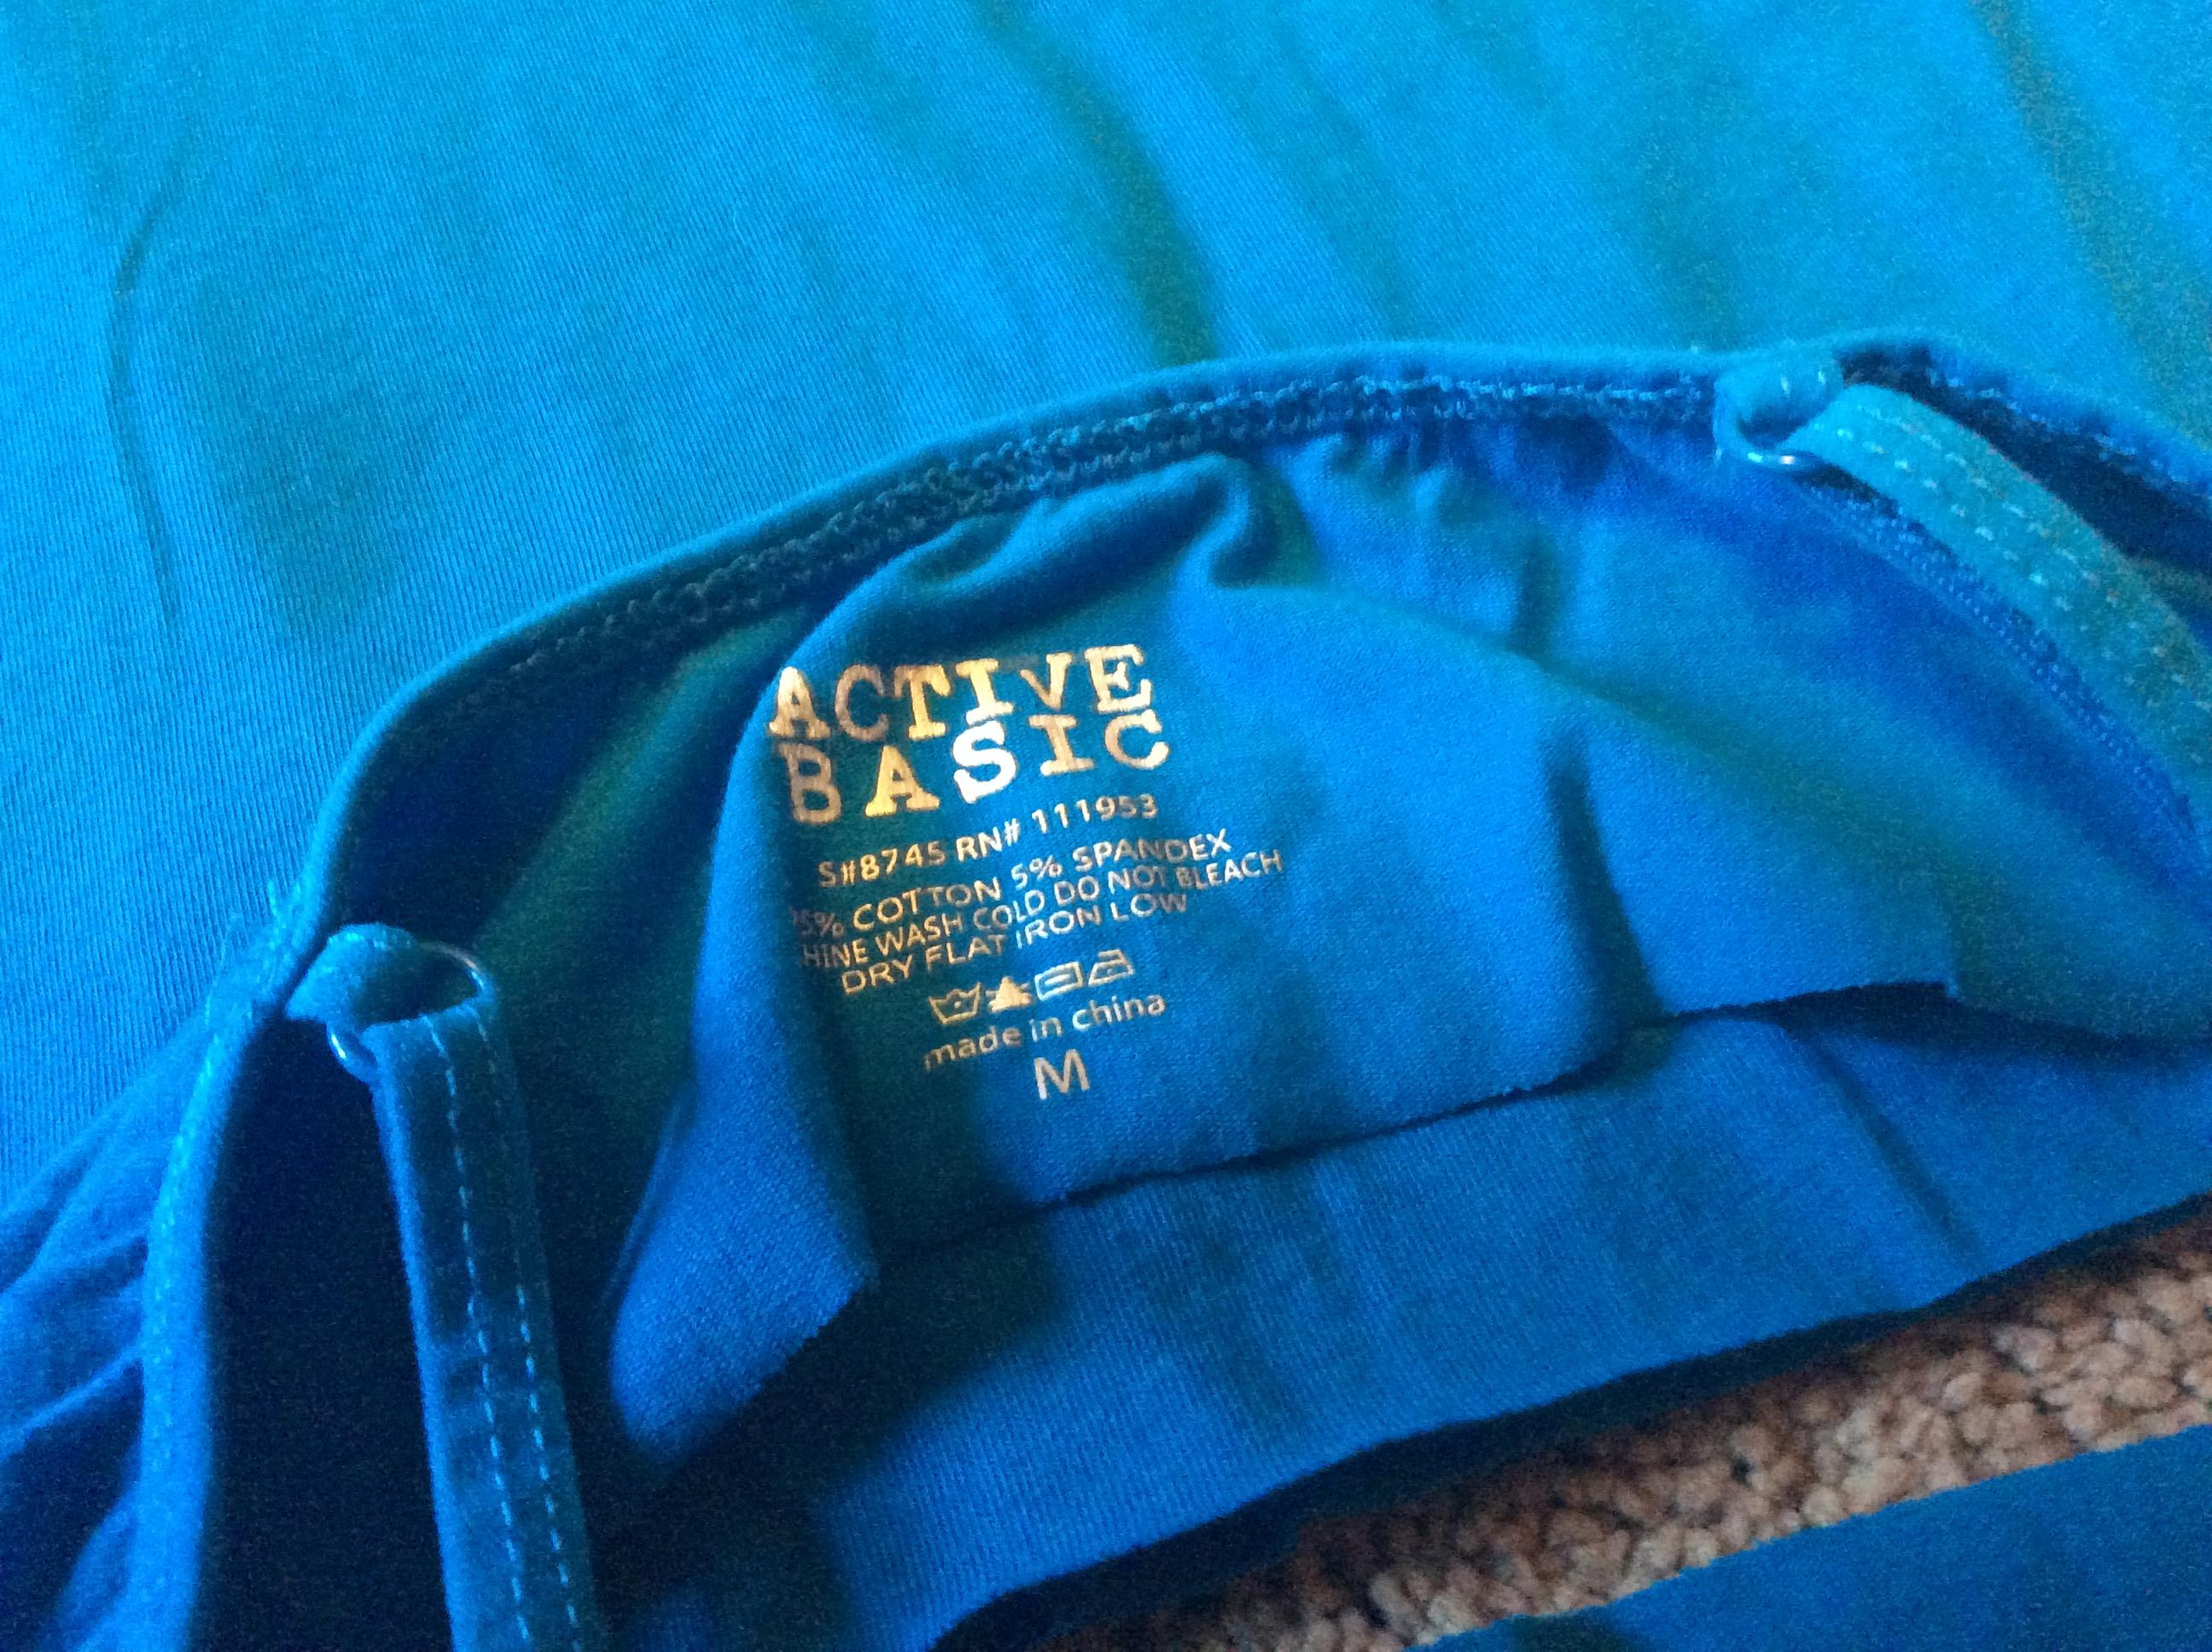 ACTIVE
BASIC
S#8745 RN# 111953
5% COTTON 5% SPANDEX
HINE WASH COLD DO NOT BLEACH
DRY FLAT IRON LOW
made in china
M